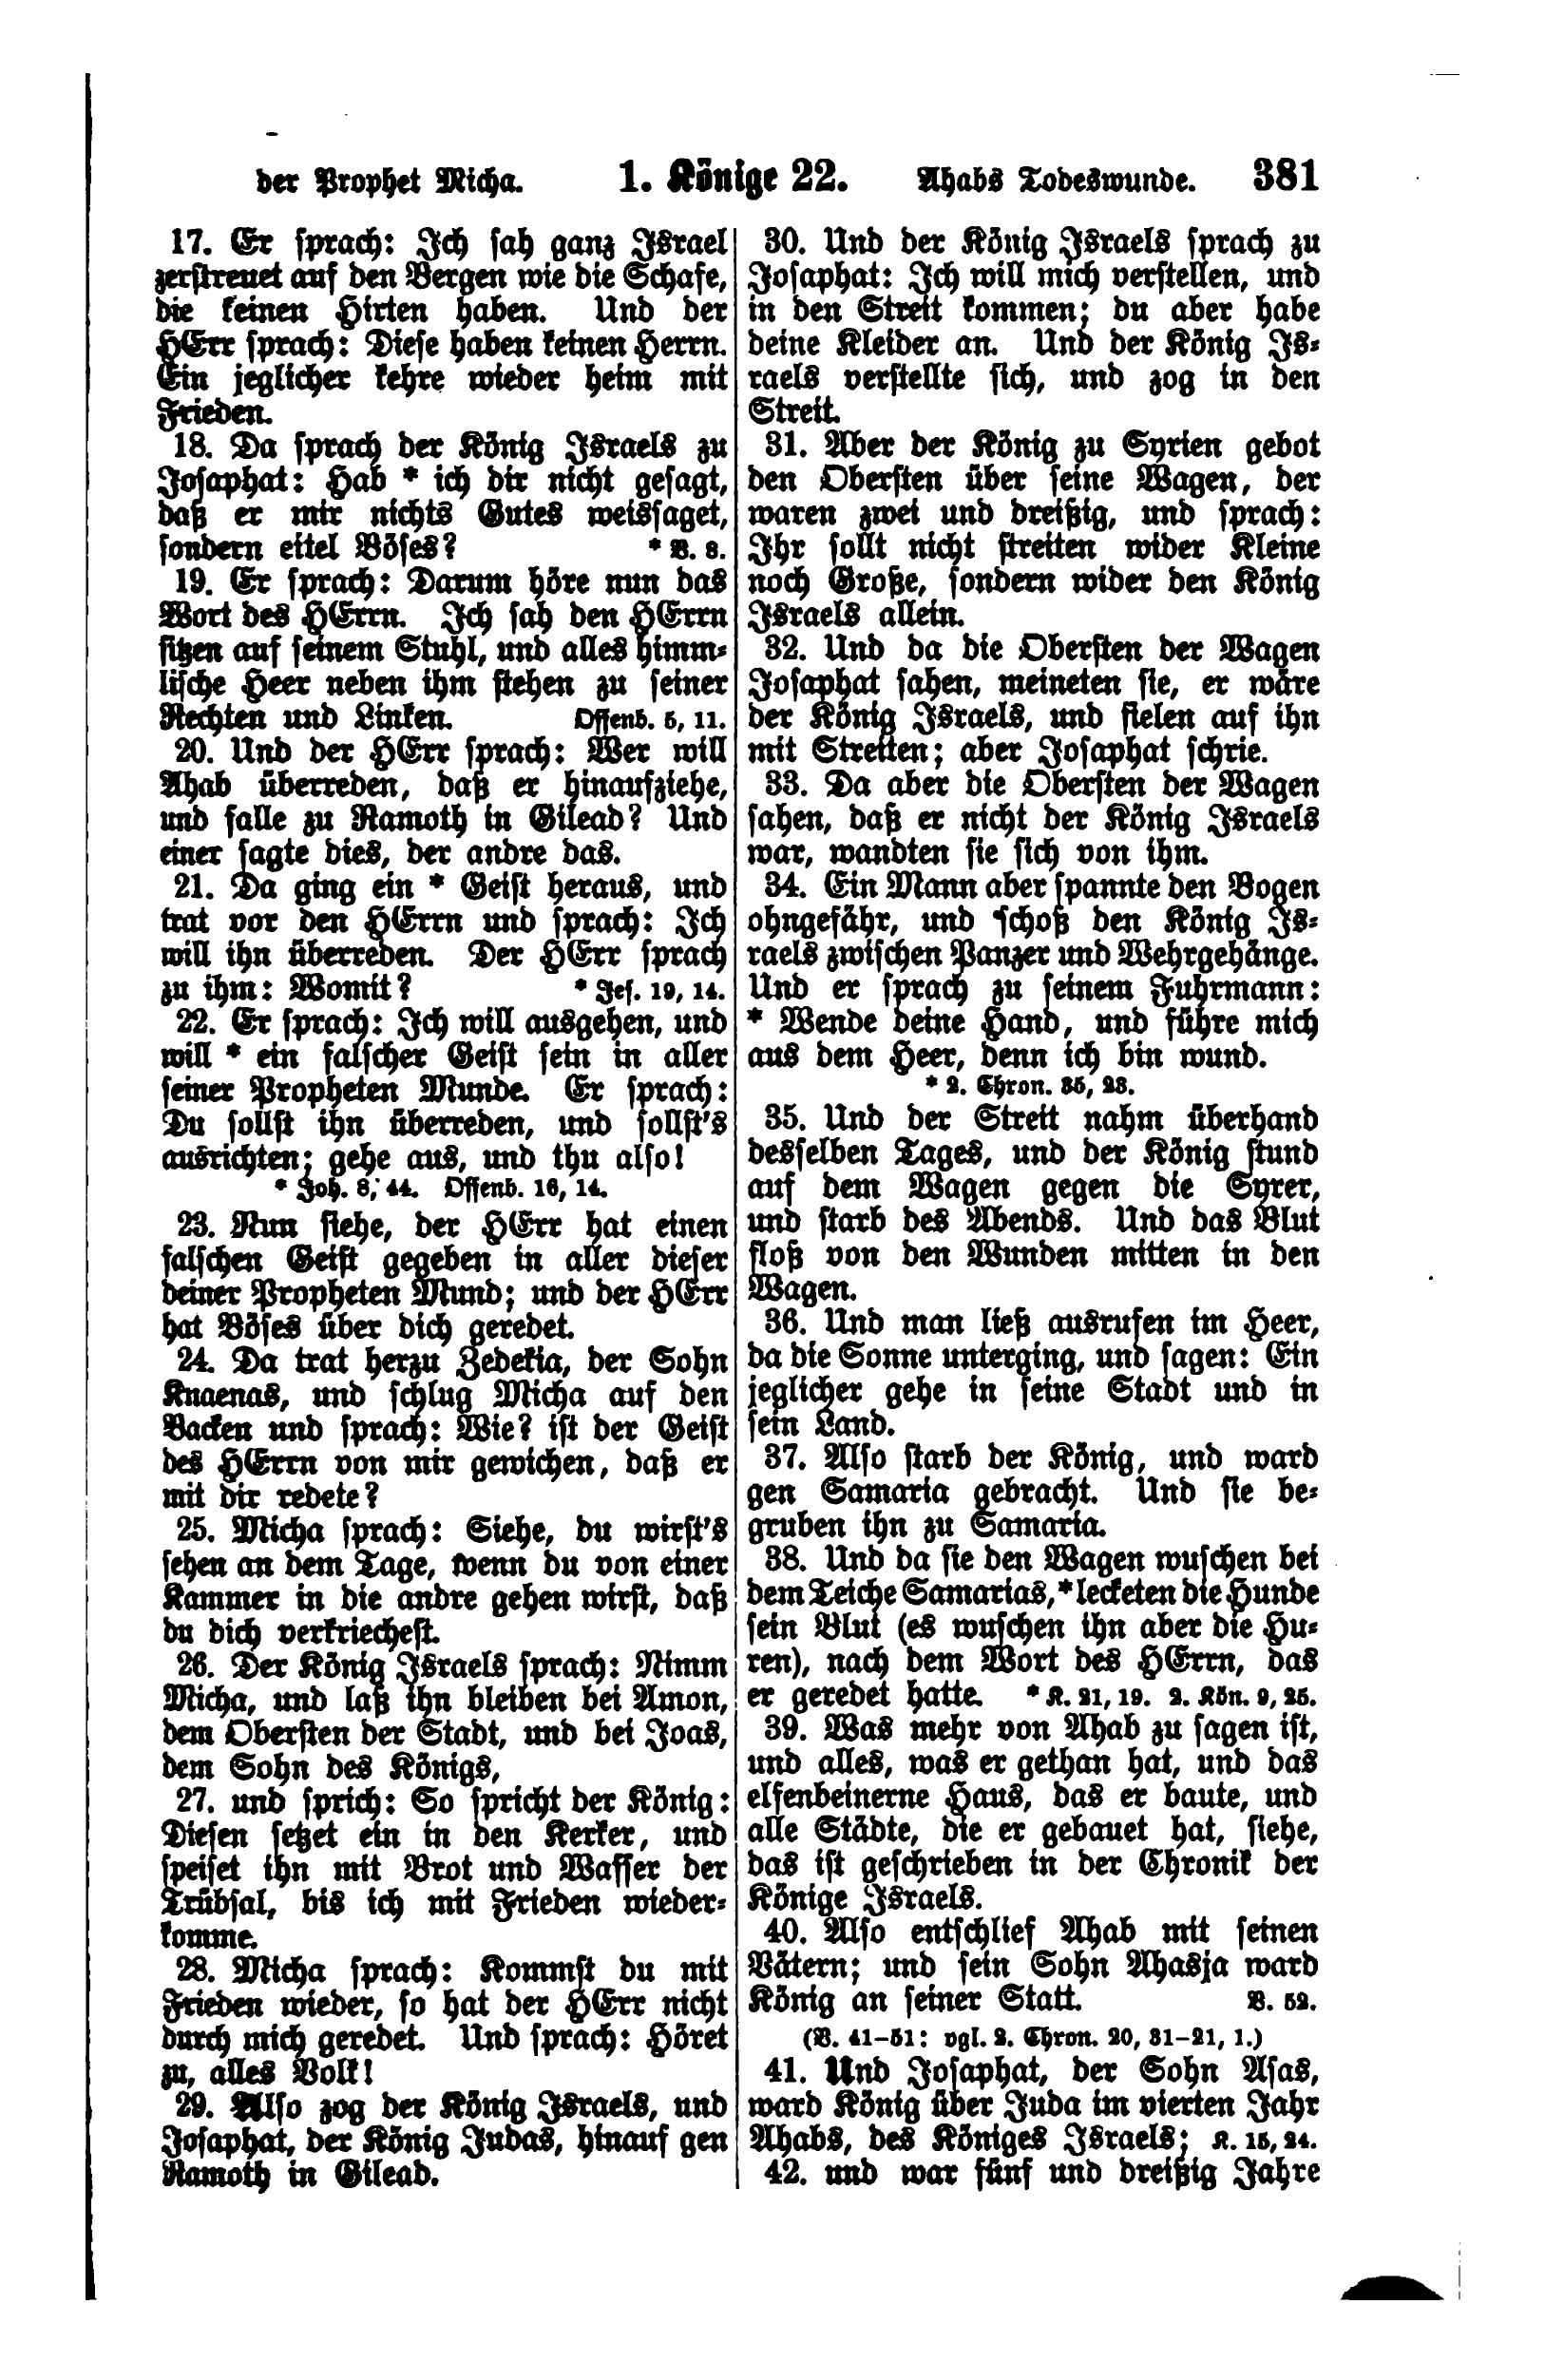 der Prophet Micha. 1. Könige 22. Ahabs Todeswunde. 381
17. Er sprach: Ich sah ganz Israel
zerstreuet auf den Bergen wie die Schafe,
die keinen Hirten haben. Und der
HErr sprach: Diese haben keinen Herrn.
Ein jeglicher kehre wieder heim mit
Frieden.
18. Da sprach der König Israels zu
Josaphat: Hab * ich dir nicht gesagt,
daß er mir nichts Gutes weissaget,
sondern eitel Böses? * V. 8.
19. Er sprach: Darum höre nun das
Wort des HErrn. Ich sah den HErrn
sitzen auf seinem Stuhl, und alles himm-
lische Heer neben ihm stehen zu seiner
Rechten und Linken. Offenb. 5, 11.
20. Und der HErr sprach: Wer will
Ahab überreden, daß er hinaufziehe,
und falle zu Ramoth in Gilead? Und
einer sagte dies, der andre das.
21. Da ging ein * Geist heraus, und
trat vor den HErrn und sprach: Ich
will ihn überreden. Der HErr sprach
zu ihm: Womit? * Jes. 19, 14.
22. Er sprach: Ich will ausgehen, und
will * ein falscher Geist sein in aller
seiner Propheten Munde. Er sprach:
Du sollst ihn überreden, und sollst's
ausrichten; gehe aus, und thu also!
* Joh. 8, 44. Offenb. 16, 14.
23. Nun siehe, der HErr hat einen
falschen Geist gegeben in aller dieser
deiner Propheten Mund; und der HErr
hat Böses über dich geredet.
24. Da trat herzu Zedekia, der Sohn
Knaenas, und schlug Micha auf den
Backen und sprach: Wie? ist der Geist
des HErrn von mir gewichen, daß er
mit dir redete?
25. Micha sprach: Siehe, du wirst's
sehen an dem Tage, wenn du von einer
Kammer in die andre gehen wirst, daß
du dich verkriechest.
26. Der König Israels sprach: Nimm
Micha, und laß ihn bleiben bei Amon,
dem Obersten der Stadt, und bei Joas,
dem Sohn des Königs,
27. und sprich: So spricht der König:
Diesen setzet ein in den Kerker, und
speiset ihn mit Brot und Wasser der
Trübsal, bis ich mit Frieden wieder-
komme.
28. Micha sprach: Kommst du mit
Frieden wieder, so hat der HErr nicht
durch mich geredet. Und sprach: Höret
zu, alles Volk!
29. Also zog der König Israels, und
Josaphat, der König Judas, hinauf gen
Ramoth in Gilead.
30. Und der König Israels sprach zu
Josaphat: Ich will mich verstellen, und
in den Streit kommen; du aber habe
deine Kleider an. Und der König Is-
raels verstellte sich, und zog in den
Streit.
31. Aber der König zu Syrien gebot
den Obersten über seine Wagen, der
waren zwei und dreißig, und sprach:
Ihr sollt nicht streiten wider Kleine
noch Große, sondern wider den König
Israels allein.
32. Und da die Obersten der Wagen
Josaphat sahen, meineten sie, er wäre
der König Israels, und fielen auf ihn
mit Streiten; aber Josaphat schrie.
33. Da aber die Obersten der Wagen
sahen, daß er nicht der König Israels
war, wandten sie sich von ihm.
34. Ein Mann aber spannte den Bogen
ohngefähr, und schoß den König Is-
raels zwischen Panzer und Wehrgehänge.
Und er sprach zu seinem Fuhrmann:
* Wende deine Hand, und führe mich
aus dem Heer, denn ich bin wund.
* 2. Chron. 35, 23.
35. Und der Streit nahm überhand
desselben Tages, und der König stund
auf dem Wagen gegen die Syrer,
und starb des Abends. Und das Blut
floß von den Wunden mitten in den
Wagen.
36. Und man ließ ausrufen im Heer,
da die Sonne unterging, und sagen: Ein
jeglicher gehe in seine Stadt und in
sein Land.
37. Also starb der König, und ward
gen Samaria gebracht. Und sie be-
gruben ihn zu Samaria.
38. Und da sie den Wagen wuschen bei
dem Teiche Samarias, * lecketen die Hunde
sein Blut (es wuschen ihn aber die Hu-
ren), nach dem Wort des HErrn, das
er geredet hatte. * K. 21, 19. 2. Kön. 9, 25.
39. Was mehr von Ahab zu sagen ist,
und alles, was er gethan hat, und das
elfenbeinerne Haus, das er baute, und
alle Städte, die er gebauet hat, siehe,
das ist geschrieben in der Chronik der
Könige Israels.
40. Also entschlief Ahab mit seinen
Vätern; und sein Sohn Ahasja ward
König an seiner Statt. V. 52.
(V. 41–51: vgl. 2. Chron. 20, 31–21, 1.)
41. Und Josaphat, der Sohn Asas,
ward König über Juda im vierten Jahr
Ahabs, des Königes Israels; K. 15, 24.
42. und war fünf und dreißig Jahre